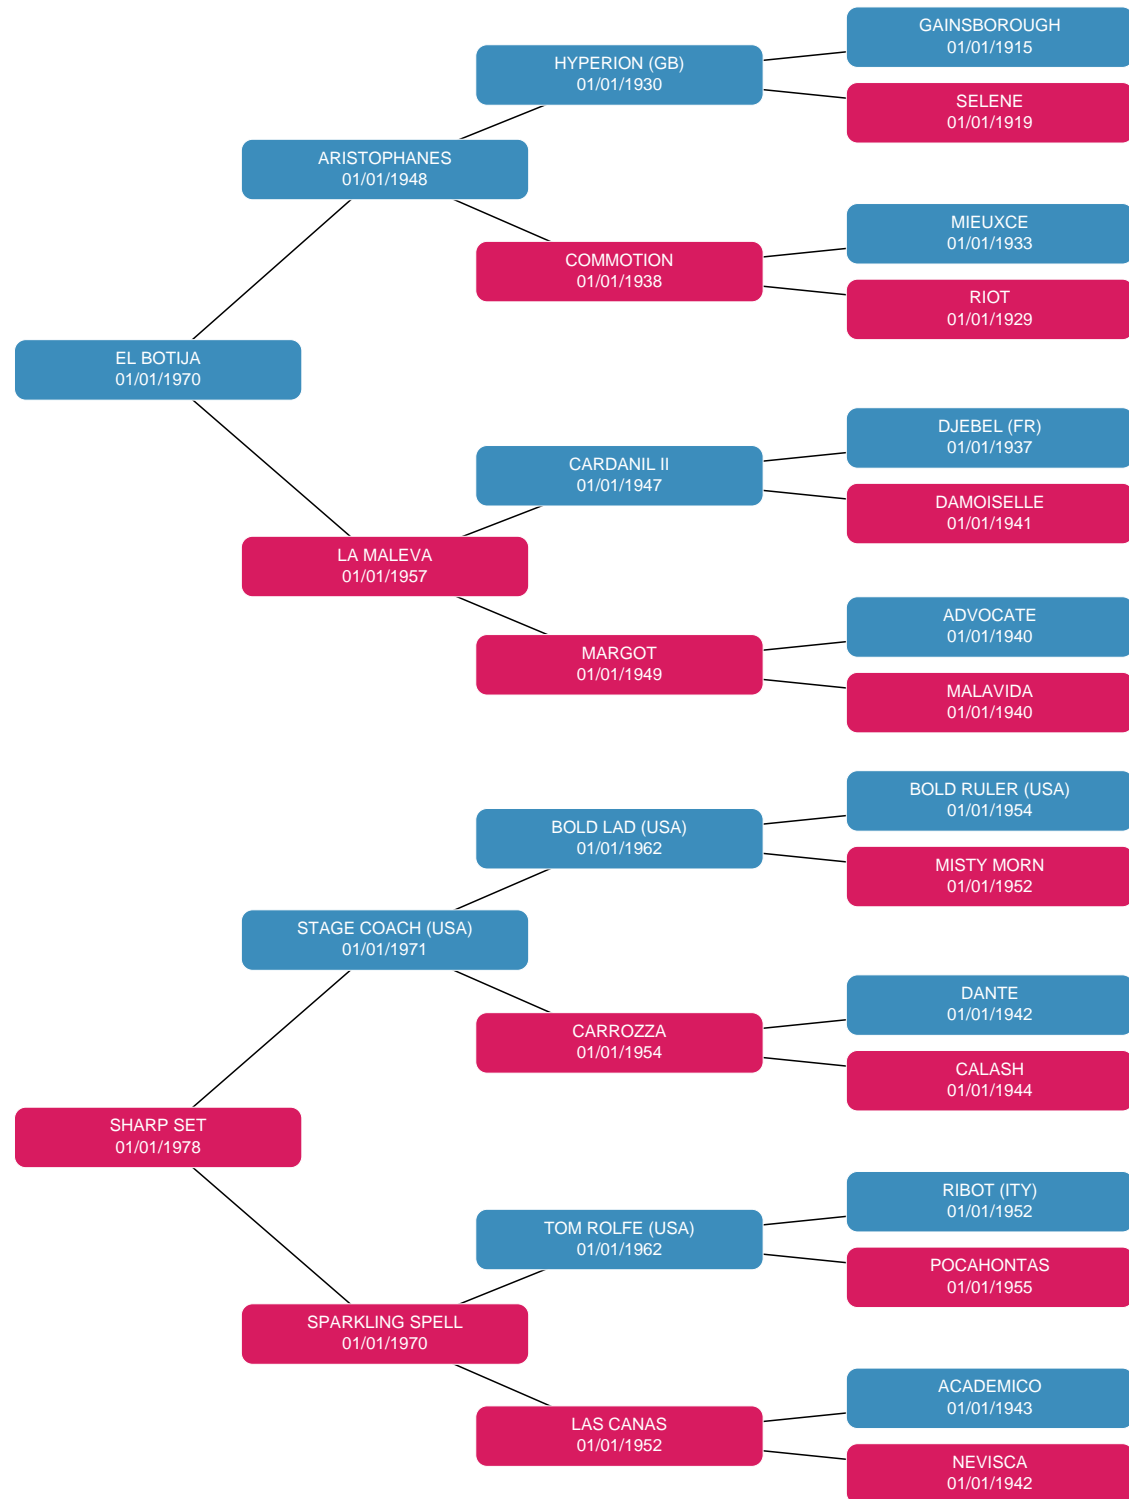 GAINSBOROUGH
01/01/1915
HYPERION (GB)
01/01/1930
SELENE
01/01/1919
ARISTOPHANES
01/01/1948
MIEUXCE
01/01/1933
COMMOTION
01/01/1938
RIOT
01/01/1929
EL BOTIJA
01/01/1970
DJEBEL (FR)
01/01/1937
CARDANIL II
01/01/1947
DAMOISELLE
01/01/1941
LA MALEVA
01/01/1957
ADVOCATE
01/01/1940
MARGOT
01/01/1949
MALAVIDA
01/01/1940
BOLD RULER (USA)
01/01/1954
BOLD LAD (USA)
01/01/1962
MISTY MORN
01/01/1952
STAGE COACH (USA)
01/01/1971
DANTE
01/01/1942
CARROZZA
01/01/1954
CALASH
01/01/1944
SHARP SET
01/01/1978
RIBOT (ITY)
01/01/1952
TOM ROLFE (USA)
01/01/1962
POCAHONTAS
01/01/1955
SPARKLING SPELL
01/01/1970
ACADEMICO
01/01/1943
LAS CANAS
01/01/1952
NEVISCA
01/01/1942